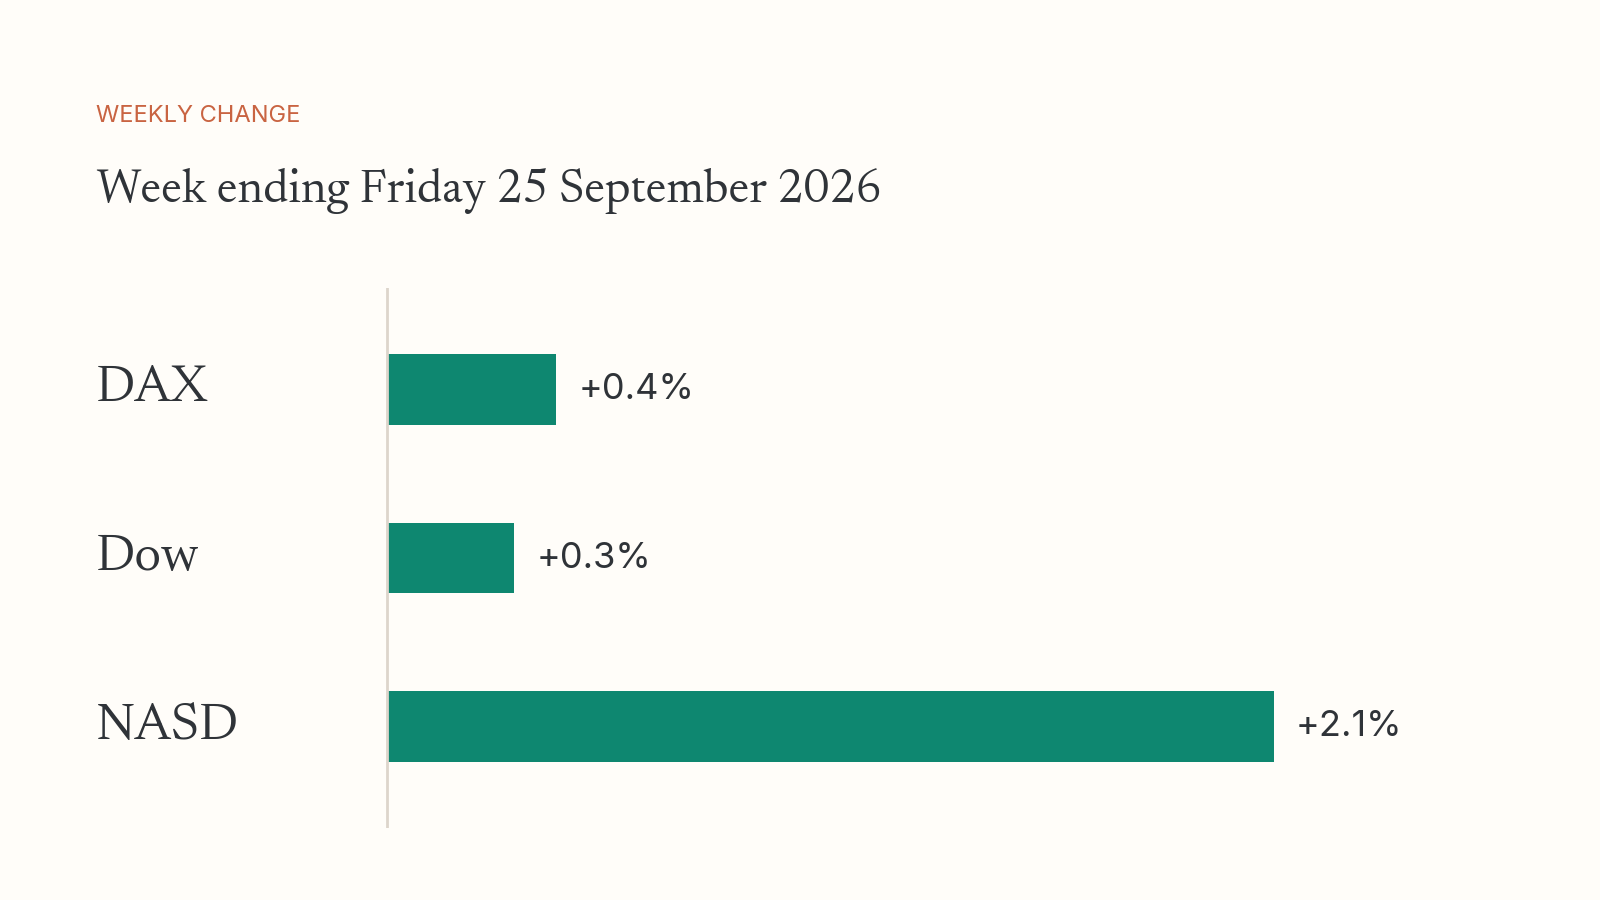 WEEKLY CHANGE
Week ending Friday 25 September 2026
DAX +0.4%
Dow +0.3%
NASD +2.1%